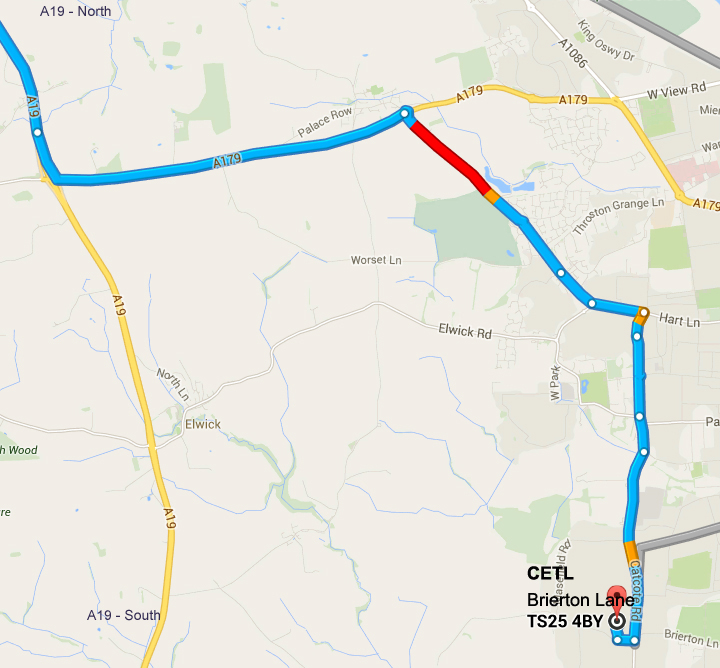 A19 - North
King Oswy Dr
A1086
A19
A179
A179
W View Rd
Palace Row
A179
A179
Throston Grange Ln
Worset Ln
A19
Hart Ln
Elwick Rd
North Ln
W Park
Elwick
A19
CETL
Catcote Rd
Brierton Lane
A19 - South
TS25 4BY
Brierton Ln